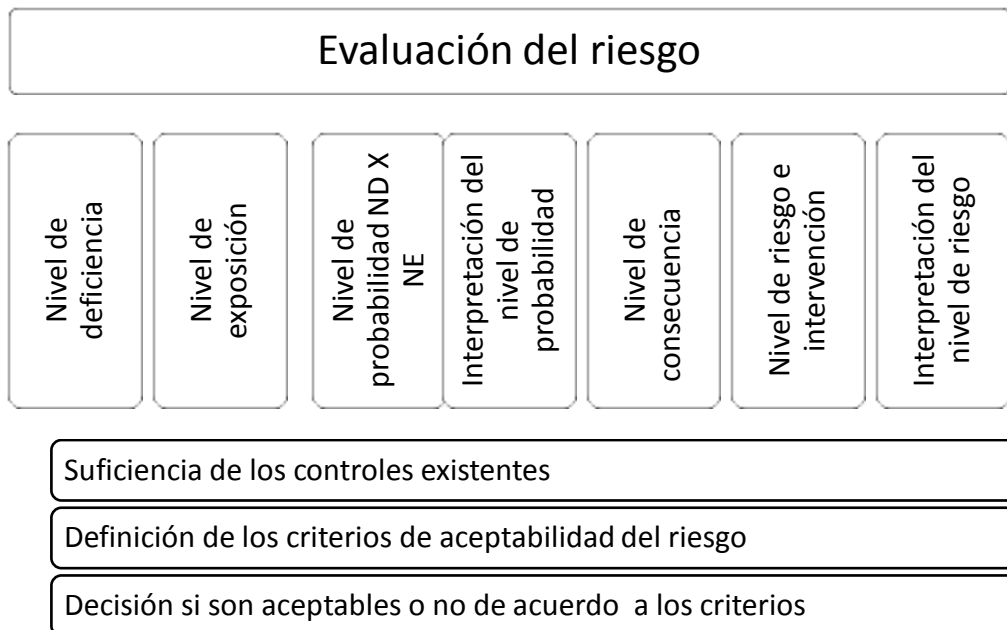 Evaluación del riesgo
Nivel de
deficiencia
Nivel de
exposición
Nivel de
probabilidad ND X
NE
Interpretación del
nivel de
probabilidad
Nivel de
consecuencia
Nivel de riesgo e
intervención
Interpretación del
nivel de riesgo
Suficiencia de los controles existentes
Definición de los criterios de aceptabilidad del riesgo
Decisión si son aceptables o no de acuerdo  a los criterios